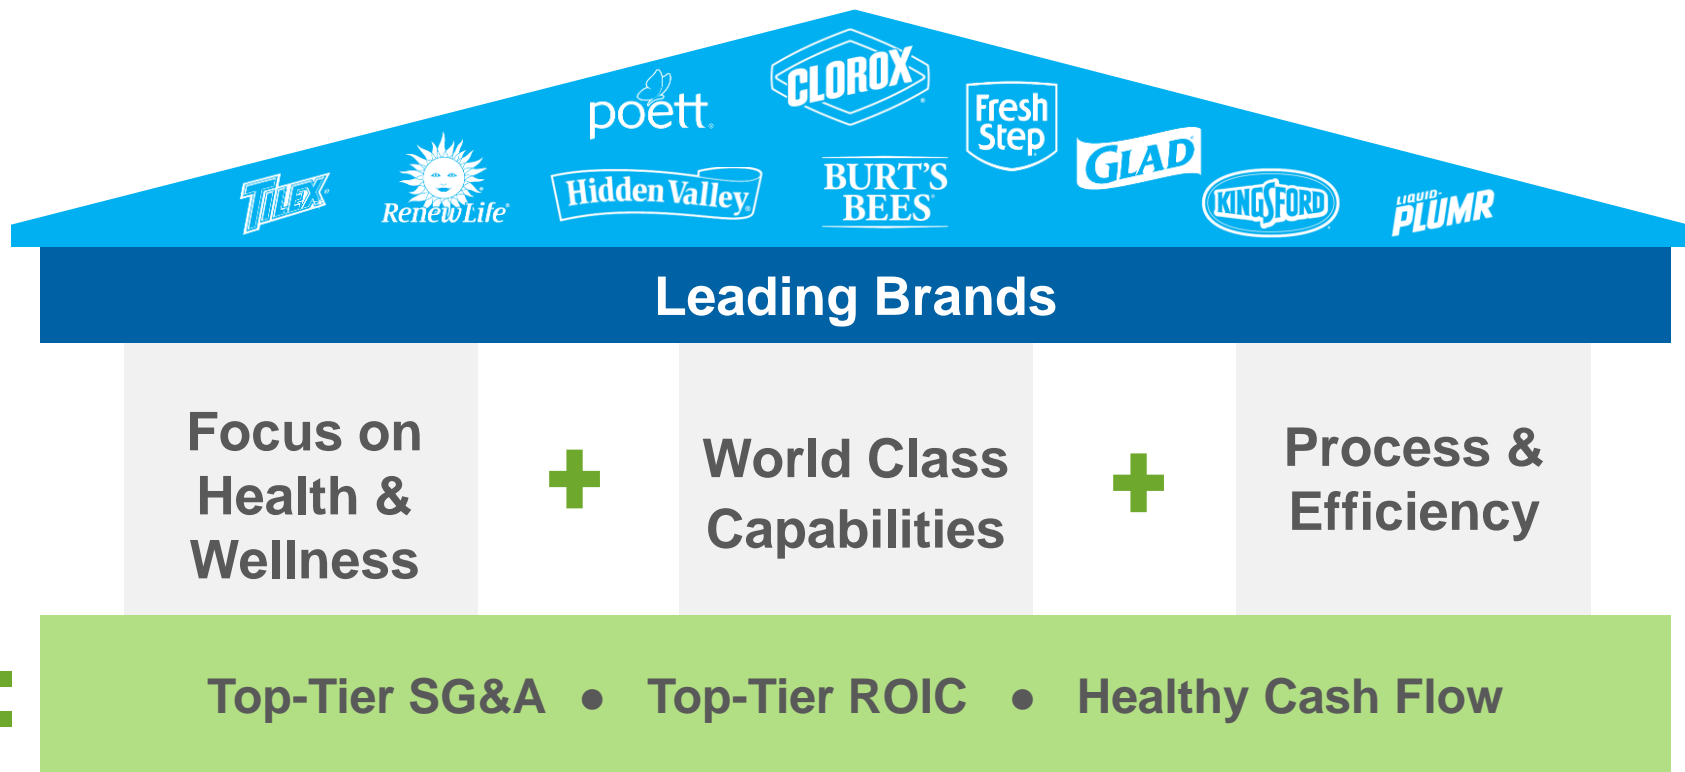 CLOROX
poett
Fresh
Step
GLAD
TILEX
RenewLife
Hidden Valley
BURT'S
BEES
KINGSFORD
LIQUID-
PLUMR
Leading Brands
Focus on
Health &
Wellness
World Class
Capabilities
Process &
Efficiency
Top-Tier SG&A ● Top-Tier ROIC ● Healthy Cash Flow